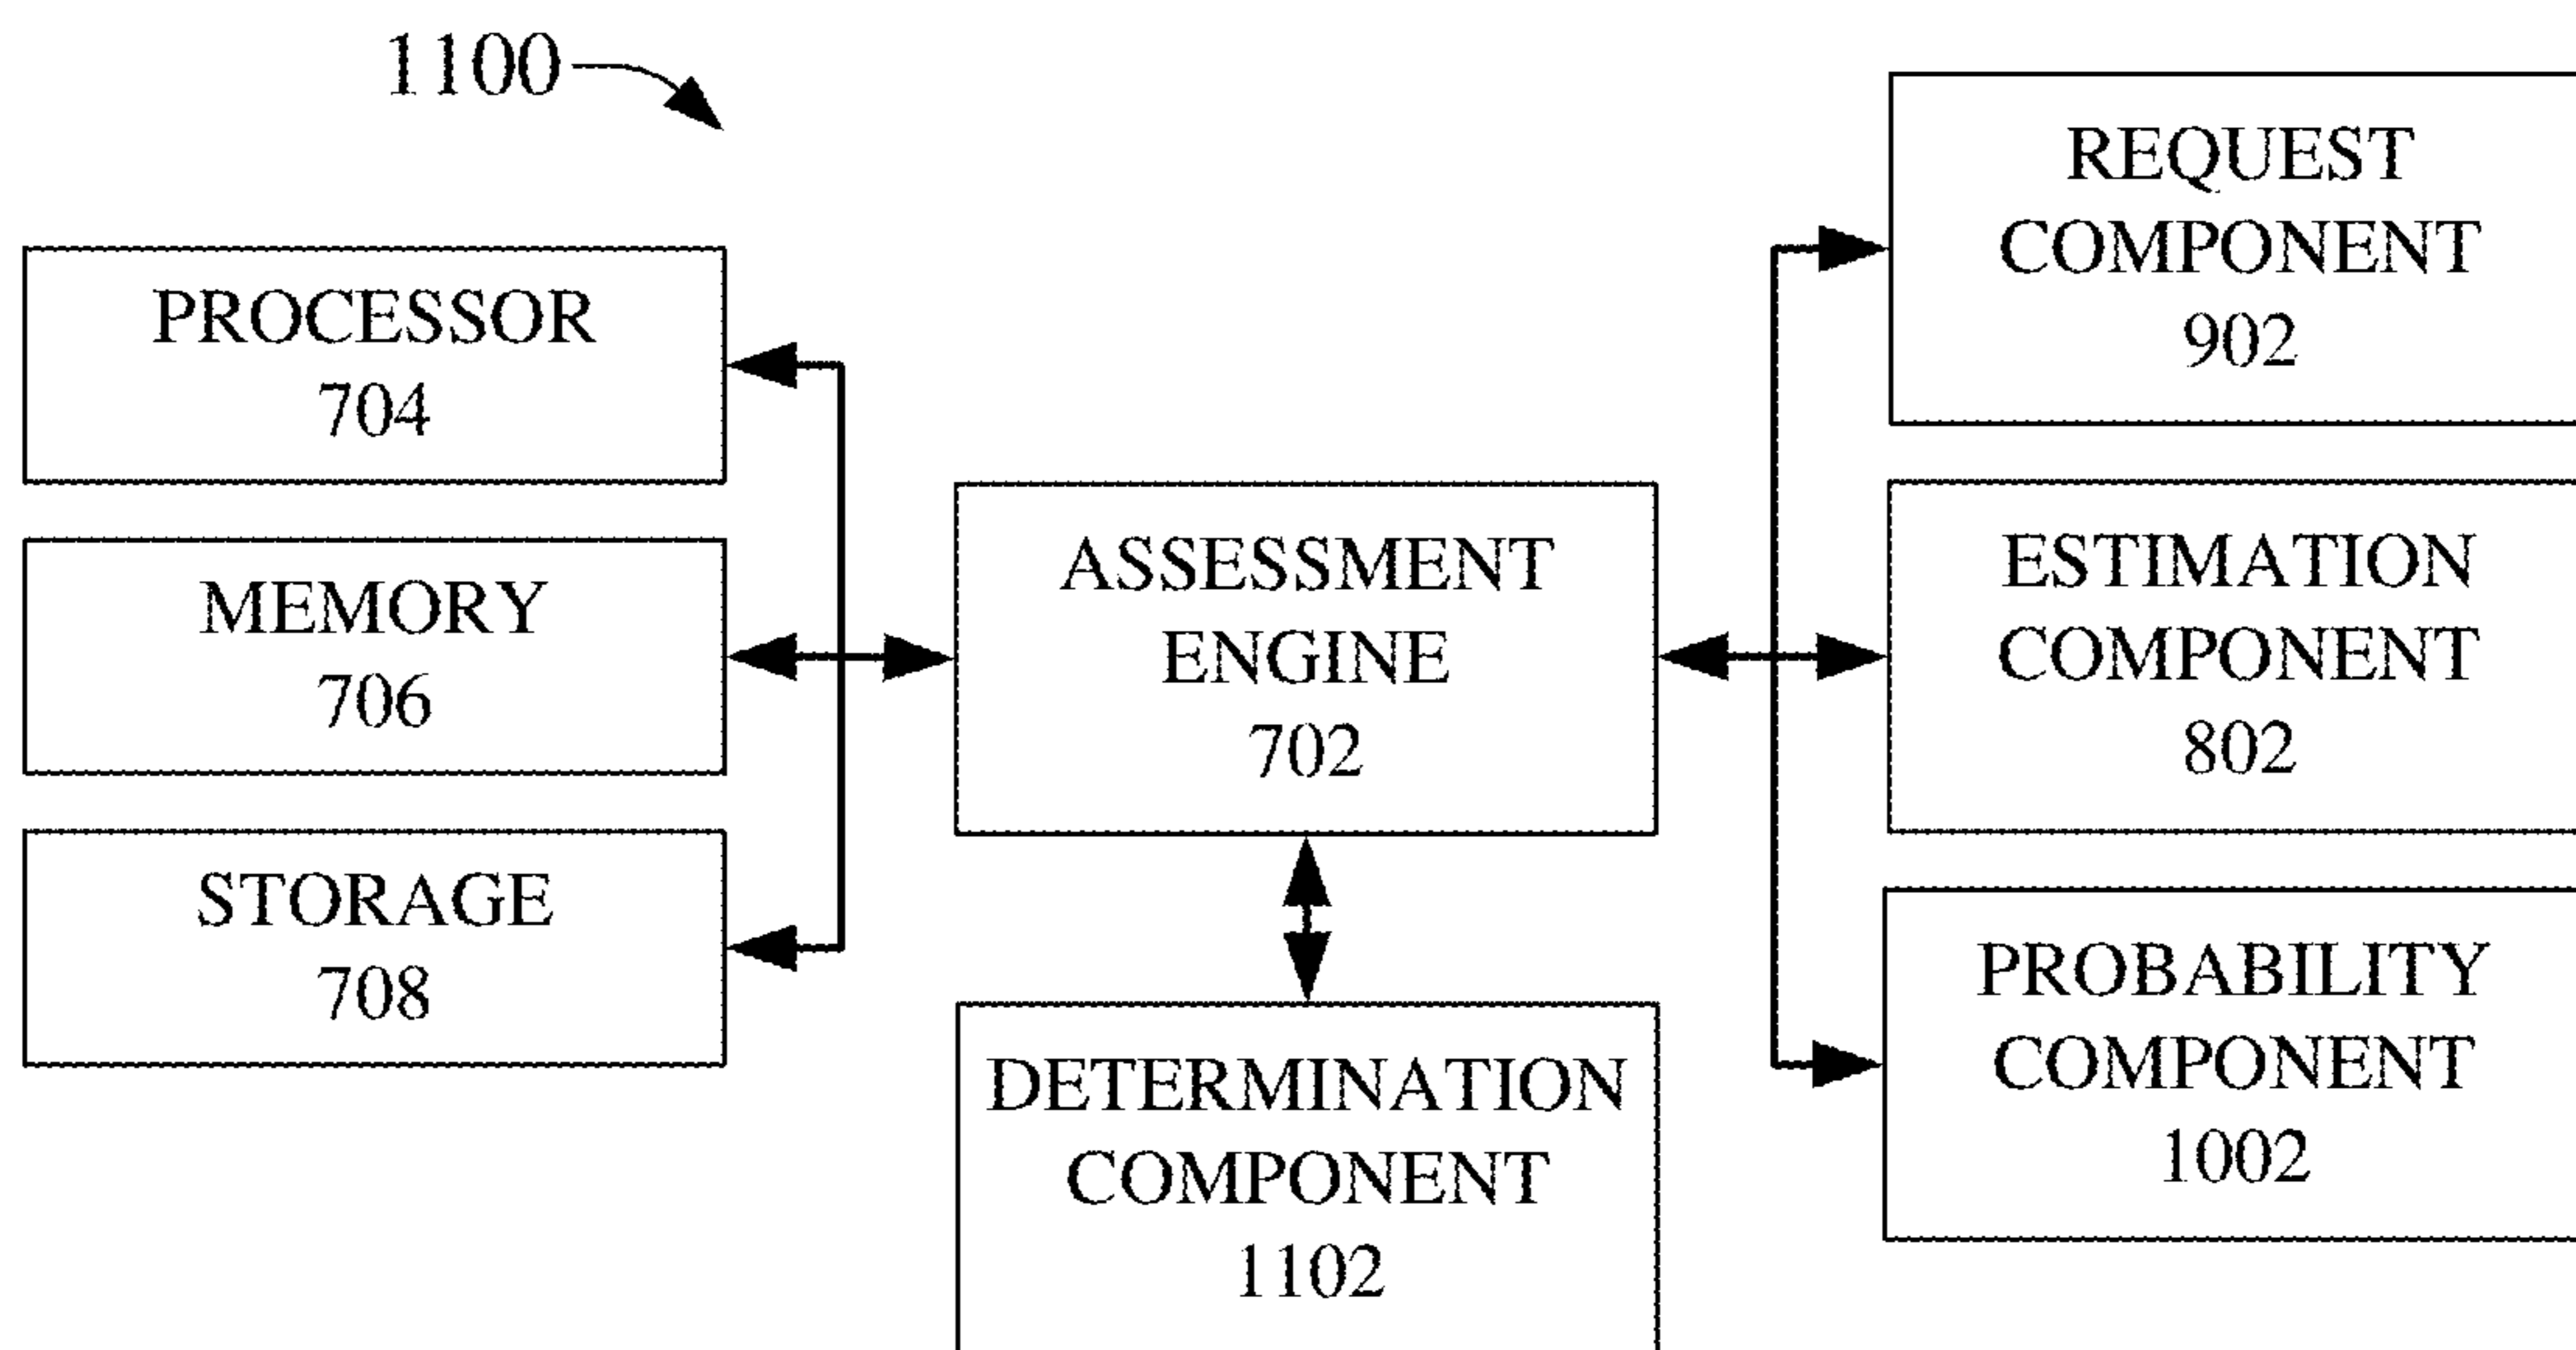 1100
PROCESSOR
704
MEMORY
706
STORAGE
708
ASSESSMENT
ENGINE
702
DETERMINATION
COMPONENT
1102
REQUEST
COMPONENT
902
ESTIMATION
COMPONENT
802
PROBABILITY
COMPONENT
1002